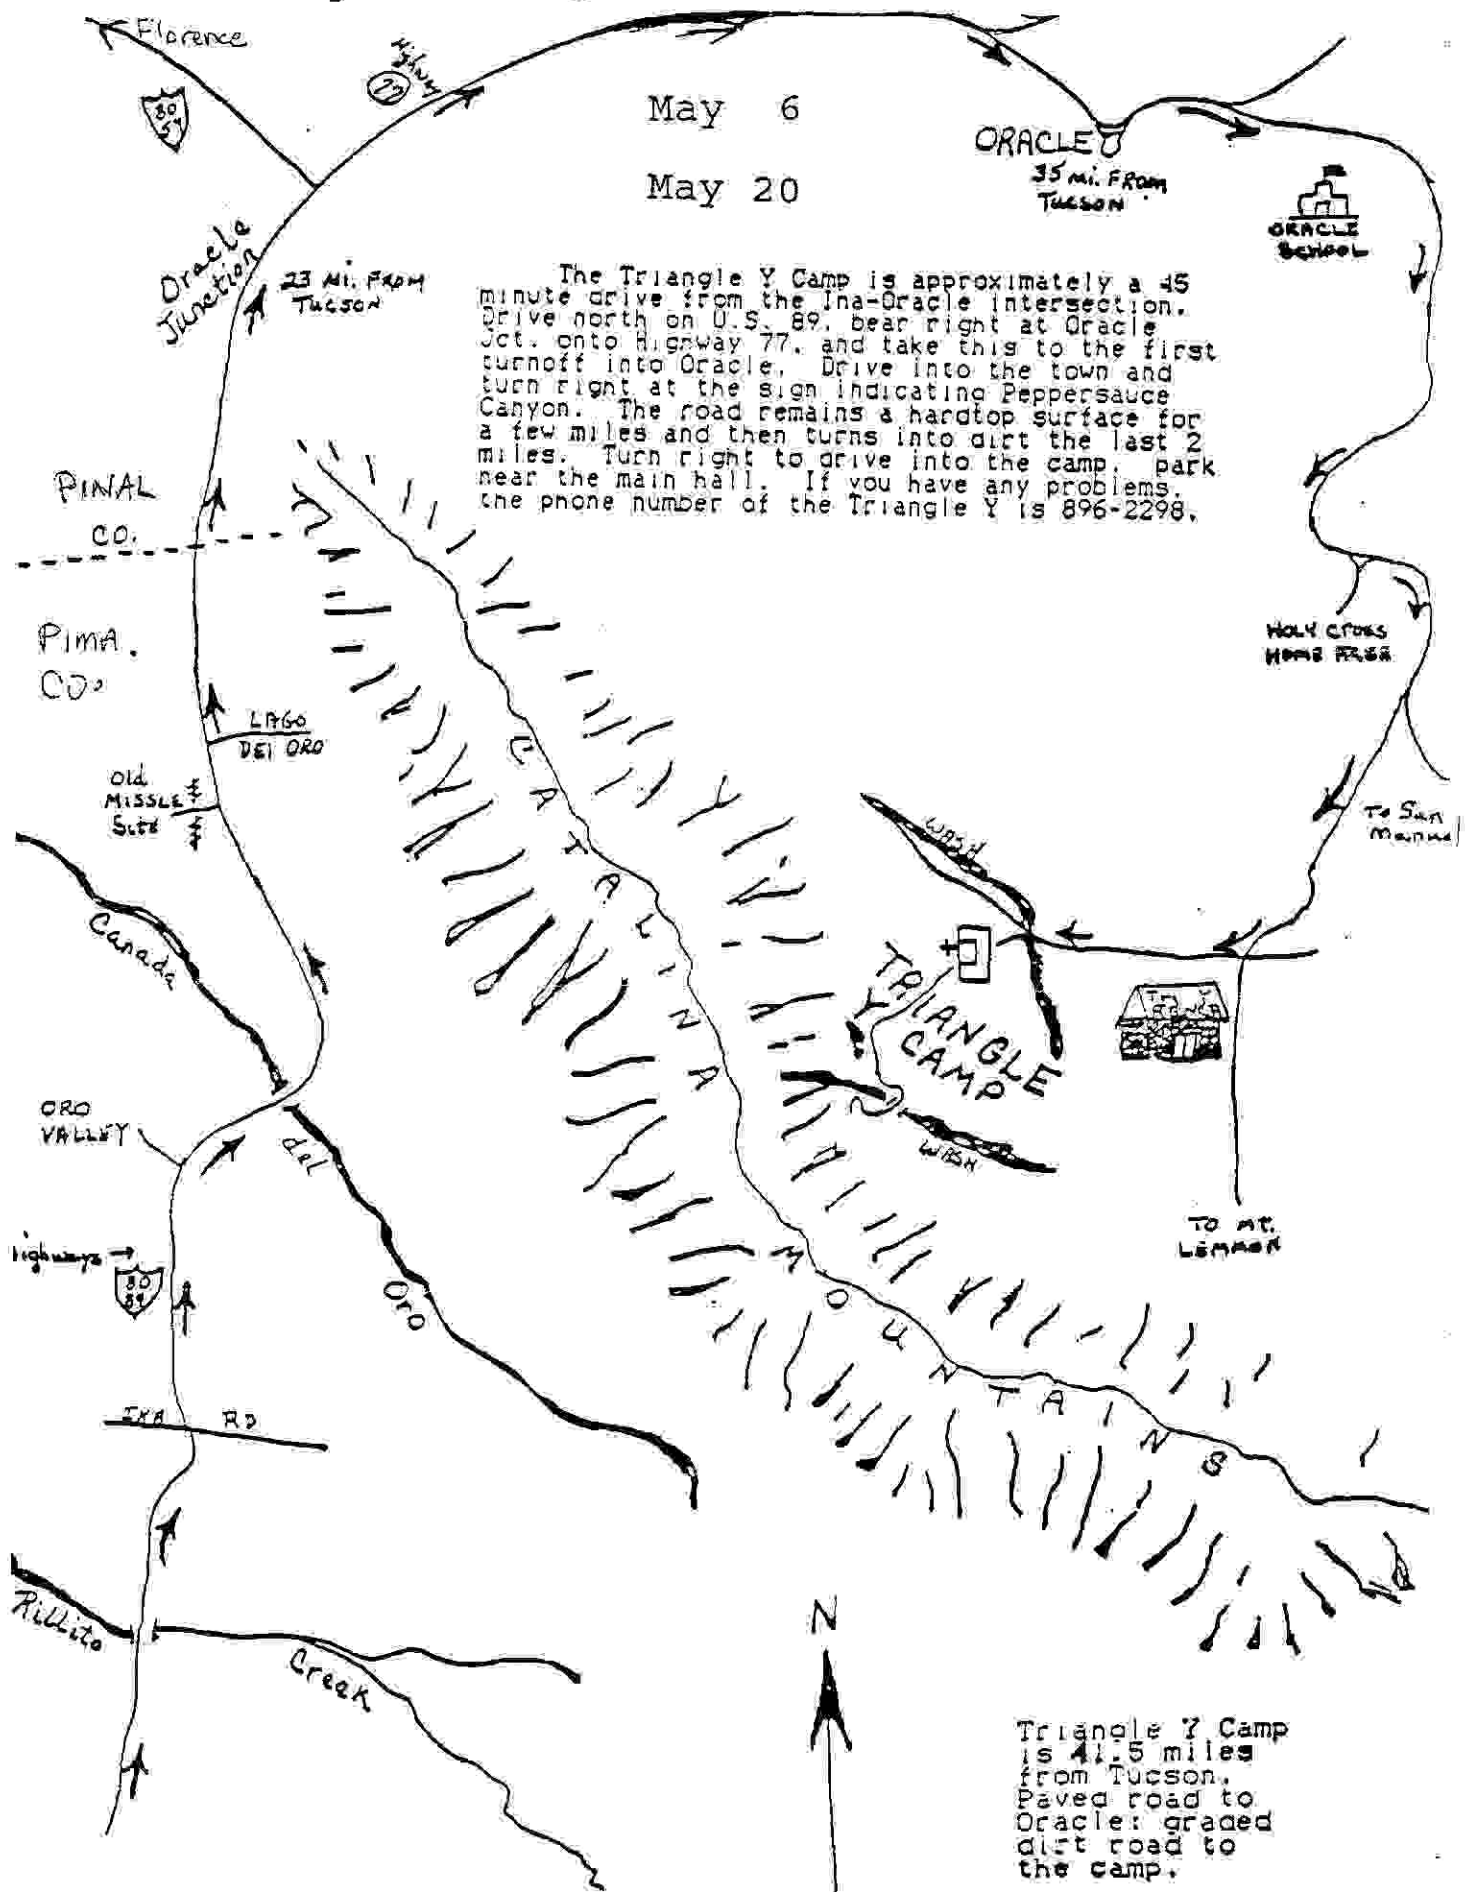 Florence
80
Highway
77
May 6
May 20
ORACLE
35 Mi. FROM
TUCSON
ORACLE
SCHOOL
Oracle
Junction
23 Mi. FROM
TUCSON
The Triangle Y Camp is approximately a 45
minute drive from the Ina-Oracle intersection.
Drive north on U.S. 89, bear right at Oracle
Jct. onto Highway 77, and take this to the first
turnoff into Oracle. Drive into the town and
turn right at the sign indicating Peppersauce
Canyon. The road remains a hardtop surface for
a few miles and then turns into dirt the last 2
miles. Turn right to drive into the camp, park
near the main hall. If you have any problems,
the phone number of the Triangle Y is 896-2298.
PINAL
CO.
PIMA.
CO.
HOLY CROSS
HOME
LAGO
DEL ORO
Old
MISSLE
Site
To San
Manuel
CATALINA MOUNTAINS
WASH
Canada
del
Oro
TRIANGLE
Y CAMP
WASH
ORO
VALLEY
TO MT.
LEMMON
Highways
80
89
INA RD
Rillito
Creek
N
Triangle Y Camp
is 41.5 miles
from Tucson.
Paved road to
Oracle: graded
dirt road to
the camp.